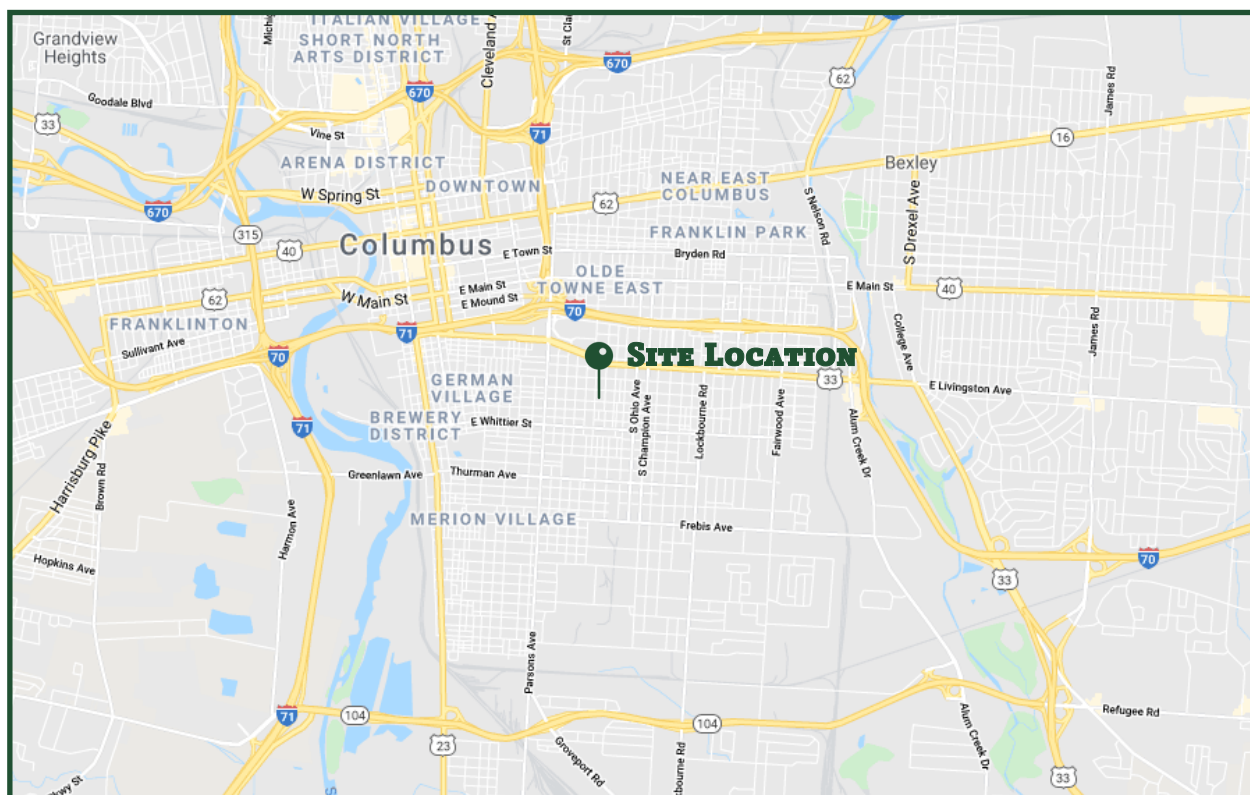 ITALIAN VILLAGE
SHORT NORTH
ARTS DISTRICT
Grandview
Heights
Cleveland
St Clai
670
62
James Rd
670
Goodale Blvd
33
Vine St
71
16
ARENA DISTRICT
Bexley
DOWNTOWN
NEAR EAST
COLUMBUS
W Spring St
62
S Nelson Rd
S Drexel Ave
670
315
Columbus
40
E Town St
FRANKLIN PARK
Bryden Rd
OLDE
TOWNE EAST
E Main St
E Mound St
E Main St
40
62
W Main St
70
FRANKLINTON
71
College Ave
James Rd
Sullivant Ave
70
SITE LOCATION
33
E Livingston Ave
GERMAN
VILLAGE
S Ohio Ave
S Champion Ave
Lockbourne Rd
Fairwood Ave
BREWERY
DISTRICT
E Whittier St
Alum Creek Dr
71
Harrisburg Pike
Brown Rd
Greenlawn Ave
Thurman Ave
Harmon Ave
MERION VILLAGE
Frebis Ave
Hopkins Ave
70
33
Parsons Ave
71
104
23
104
Refugee Rd
Alum Creek Dr
Groveport Rd
kbourne Rd
33
kwy St